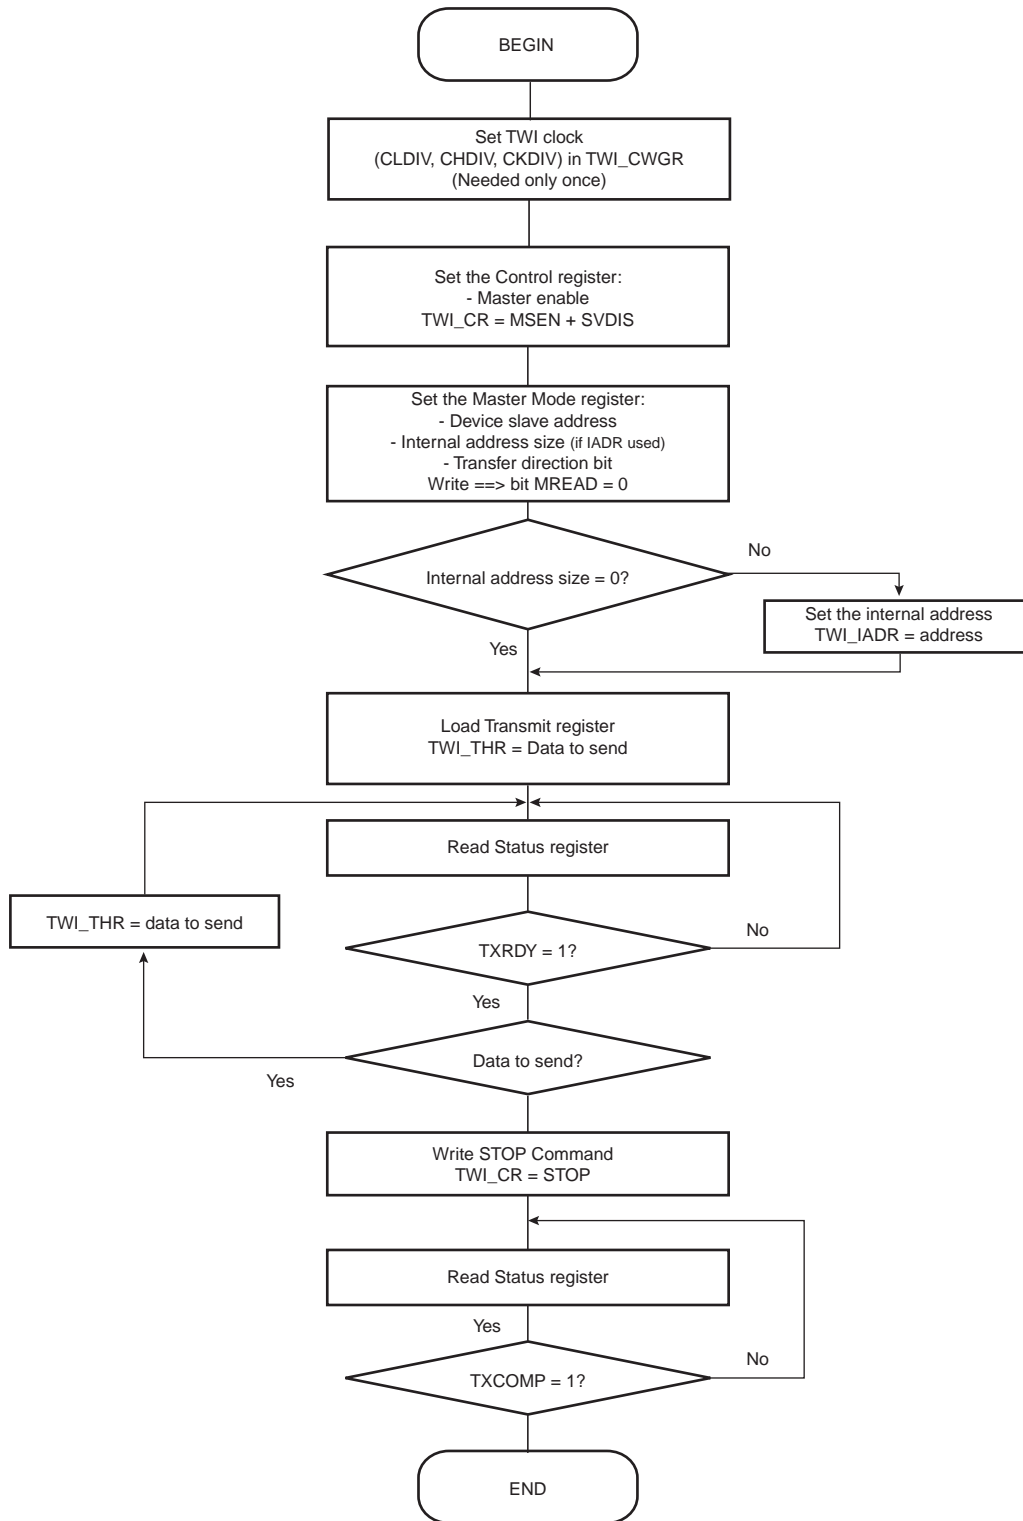 BEGIN
Set TWI clock
(CLDIV, CHDIV, CKDIV) in TWI_CWGR
(Needed only once)
Set the Control register:
- Master enable
TWI_CR = MSEN + SVDIS
Set the Master Mode register:
- Device slave address
- Internal address size (if IADR used)
- Transfer direction bit
Write ==> bit MREAD = 0
No
Internal address size = 0?
Set the internal address
TWI_IADR = address
Yes
Load Transmit register
TWI_THR = Data to send
Read Status register
TWI_THR = data to send
No
TXRDY = 1?
Yes
Data to send?
Yes
Write STOP Command
TWI_CR = STOP
Read Status register
Yes
No
TXCOMP = 1?
END